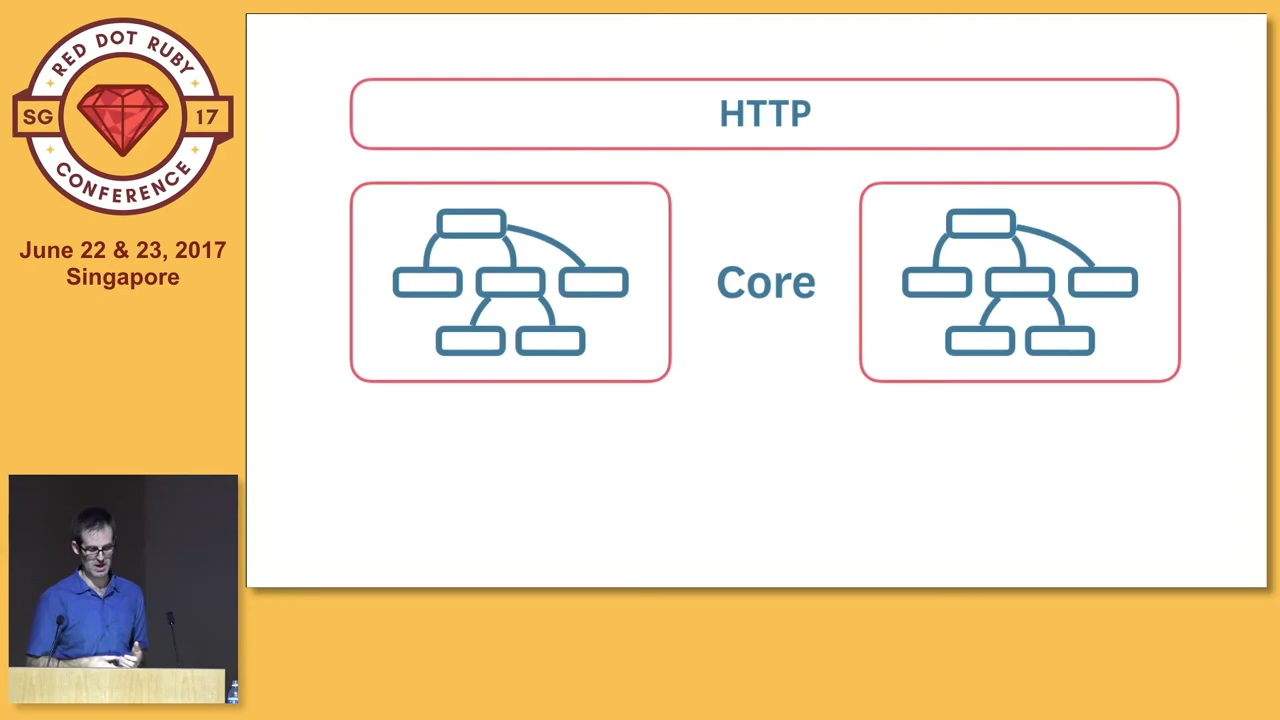 RED DOT RUBY
SG 17
CONFERENCE
June 22 & 23, 2017
Singapore
HTTP
Core